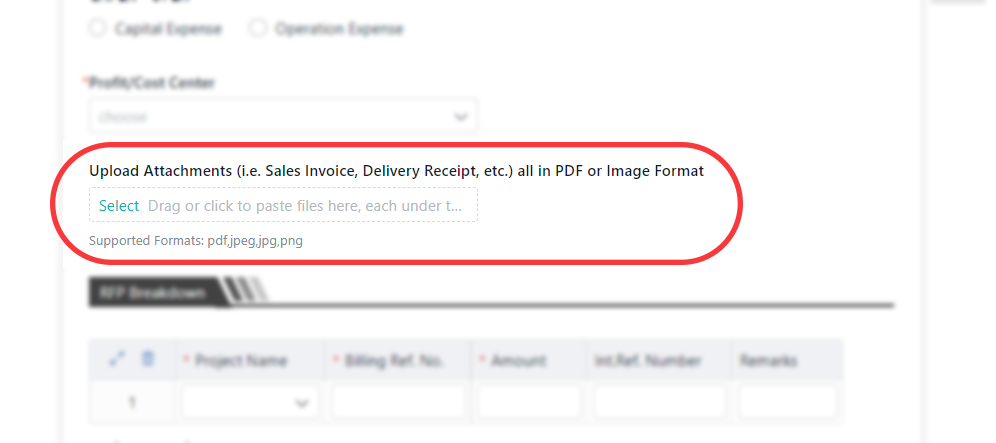 Capital Expense Operation Expense
*Profit/Cost Center
choose
Upload Attachments (i.e. Sales Invoice, Delivery Receipt, etc.) all in PDF or Image Format
Select Drag or click to paste files here, each under t...
Supported Formats: pdf,jpeg,jpg,png
RFP Breakdown
* Project Name * Billing Ref. No. * Amount Int.Ref. Number Remarks
1